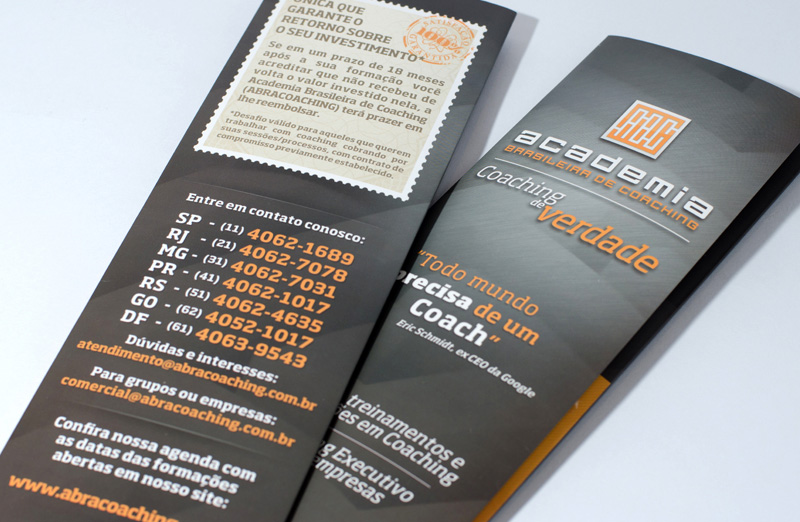 ÚNICA QUE
GARANTE O
RETORNO SOBRE
O SEU INVESTIMENTO*
Se em um prazo de 18 meses
após a sua formação você
acreditar que não recebeu de
volta o valor investido nela, a
Academia Brasileira de Coaching
(ABRACOACHING) terá prazer em
lhe reembolsar.
*Desafio válido para aqueles que querem
trabalhar com coaching cobrando por
suas sessões/processos, com contrato de
compromisso previamente estabelecido.
100%
Entre em contato conosco:
SP - (11) 4062-1689
RJ - (21) 4062-7078
MG - (31) 4062-7031
PR - (41) 4062-1017
RS - (51) 4062-4635
GO - (62) 4052-1017
DF - (61) 4063-9543
Dúvidas e interesses:
atendimento@abracoaching.com.br
Para grupos ou empresas:
comercial@abracoaching.com.br
Confira nossa agenda com
as datas das formações
abertas em nosso site:
www.abracoaching
academia
BRASILEIRA DE COACHING
Coaching
de
verdade
"Todo mundo
precisa de um
Coach"
Eric Schmidt, ex CEO da Google
treinamentos e
ões em Coaching
g Executivo
empresas